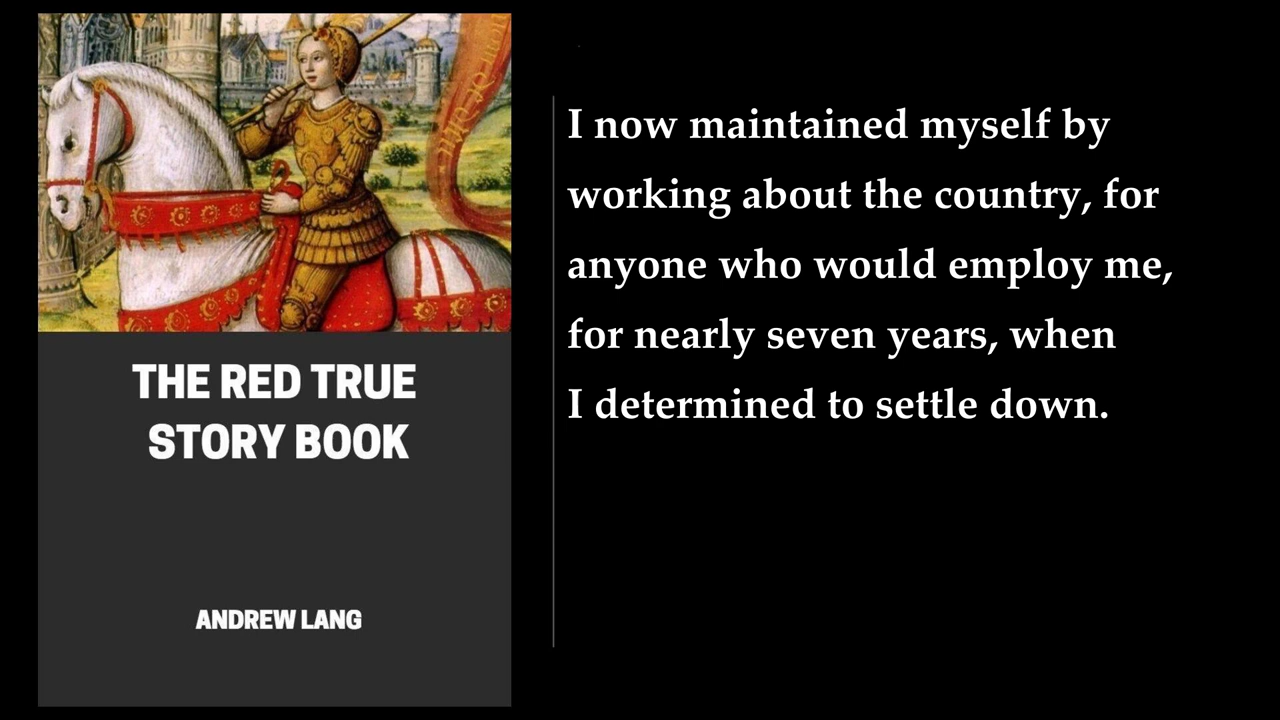 THE RED TRUE
STORY BOOK
ANDREW LANG
I now maintained myself by
working about the country, for
anyone who would employ me,
for nearly seven years, when
I determined to settle down.